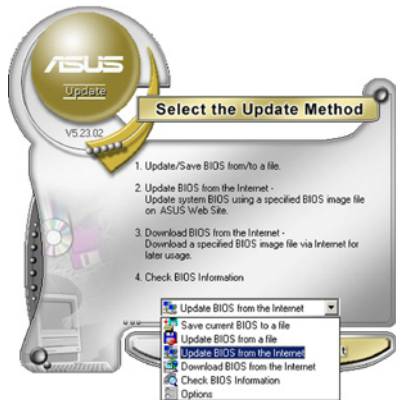 ASUS
Update
V5.23.02
Select the Update Method
1. Update/Save BIOS from/to a file.
2. Update BIOS from the Internet -
Update system BIOS using a specified BIOS image file
on ASUS Web Site.
3. Download BIOS from the Internet -
Download a specified BIOS image file via Internet for
later usage.
4. Check BIOS Information
Update BIOS from the Internet
Save current BIOS to a file
Update BIOS from a file
Update BIOS from the Internet
Download BIOS from the Internet
Check BIOS Information
Options